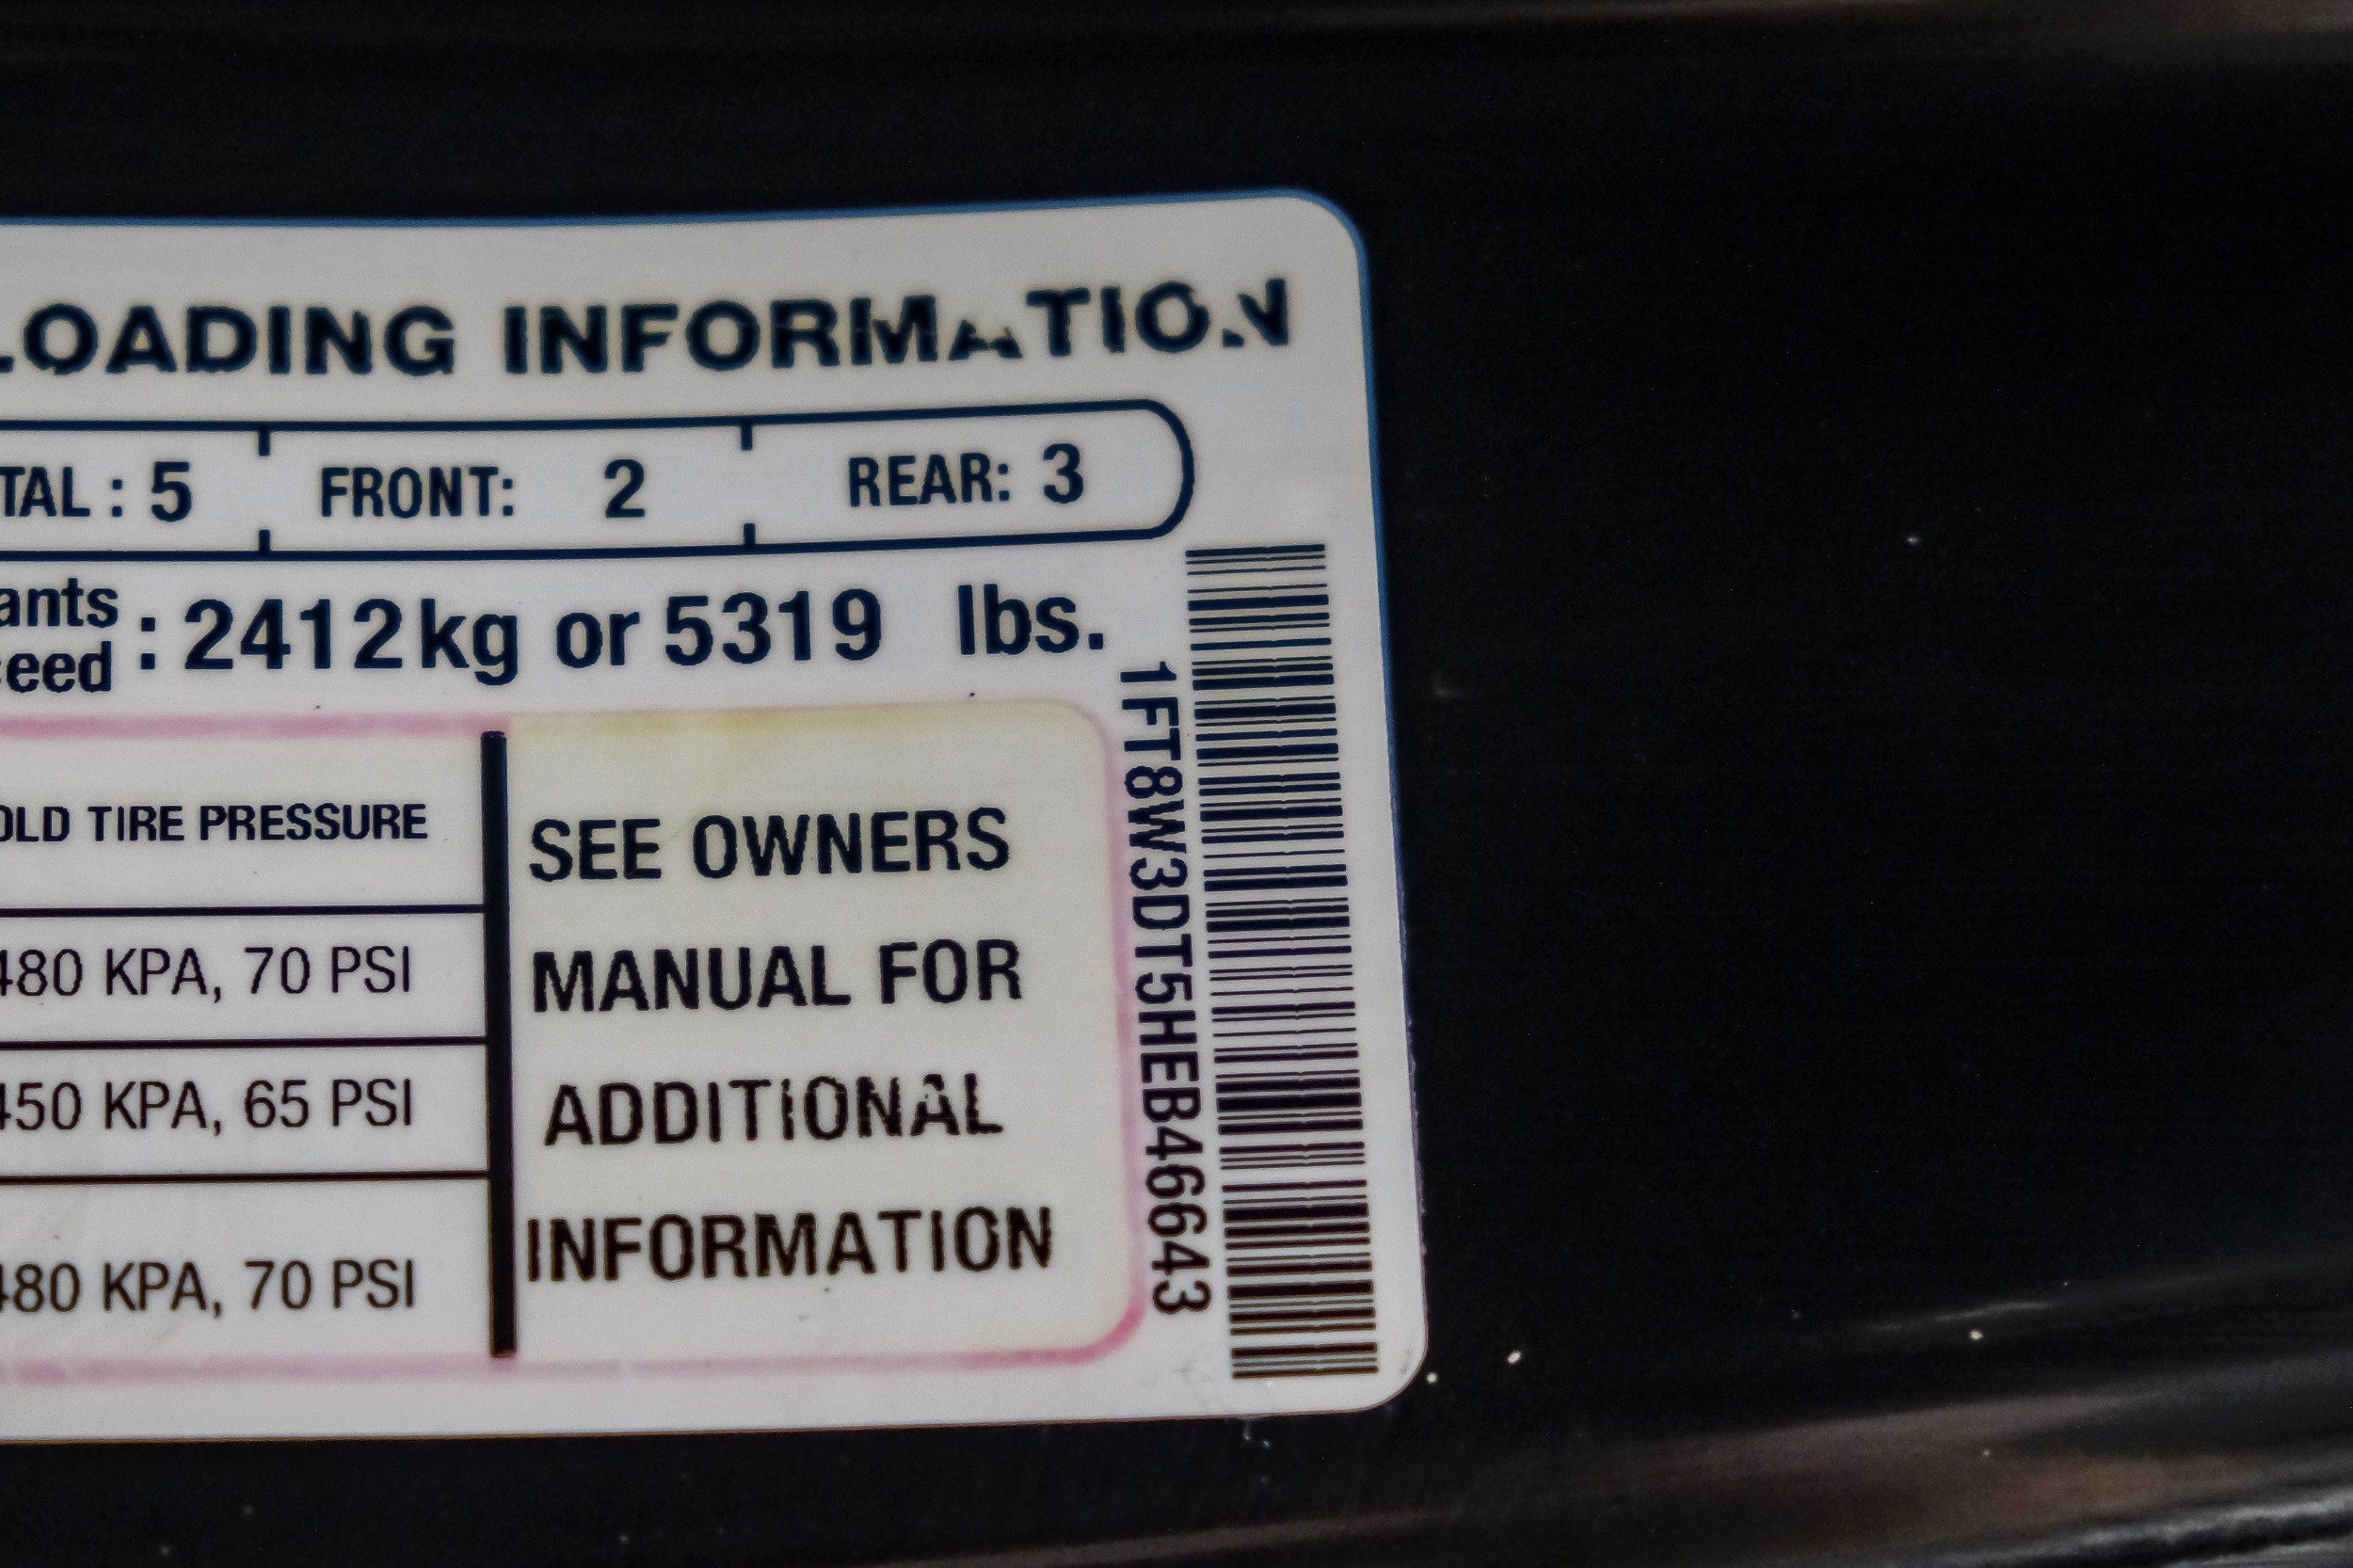 LOADING INFORMATION
TAL : 5 FRONT: 2 REAR: 3
ants
ceed : 2412 kg or 5319 lbs.
OLD TIRE PRESSURE
480 KPA, 70 PSI
450 KPA, 65 PSI
480 KPA, 70 PSI
SEE OWNERS
MANUAL FOR
ADDITIONAL
INFORMATION
1FT8W3DT5HEB46643